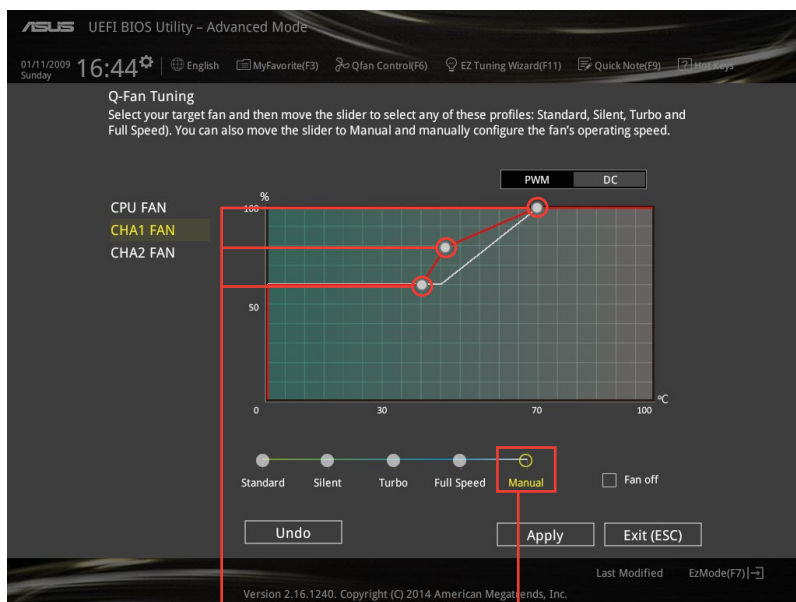 ASUS UEFI BIOS Utility – Advanced Mode
01/11/2009
Sunday
16:44
English MyFavorite(F3) Qfan Control(F6) EZ Tuning Wizard(F11) Quick Note(F9) ? Hot Keys
Q-Fan Tuning
Select your target fan and then move the slider to select any of these profiles: Standard, Silent, Turbo and
Full Speed). You can also move the slider to Manual and manually configure the fan's operating speed.
PWM DC
CPU FAN
CHA1 FAN
CHA2 FAN
%
100
50
0 30 70 100
ºC
Standard Silent Turbo Full Speed Manual
Fan off
Undo Apply Exit (ESC)
Last Modified EzMode(F7)
Version 2.16.1240. Copyright (C) 2014 American Megatrends, Inc.